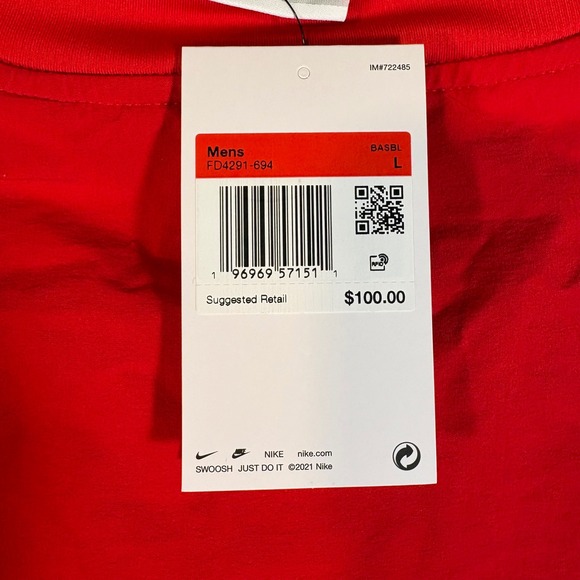 IM#722485
Mens BASBL
FD4291-694 L
RFID
1 96969 57151 1
Suggested Retail $100.00
NIKE nike.com
SWOOSH JUST DO IT ©2021 Nike